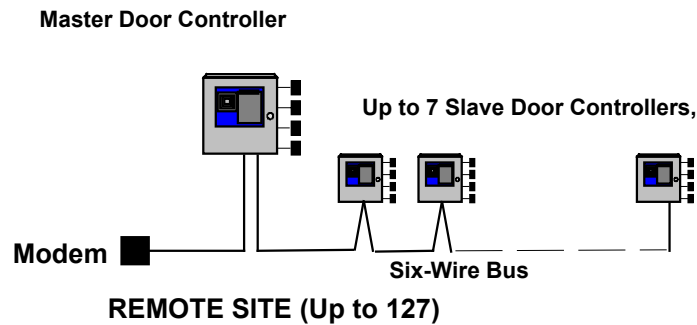 Master Door Controller
Up to 7 Slave Door Controllers,
Modem
Six-Wire Bus
REMOTE SITE (Up to 127)